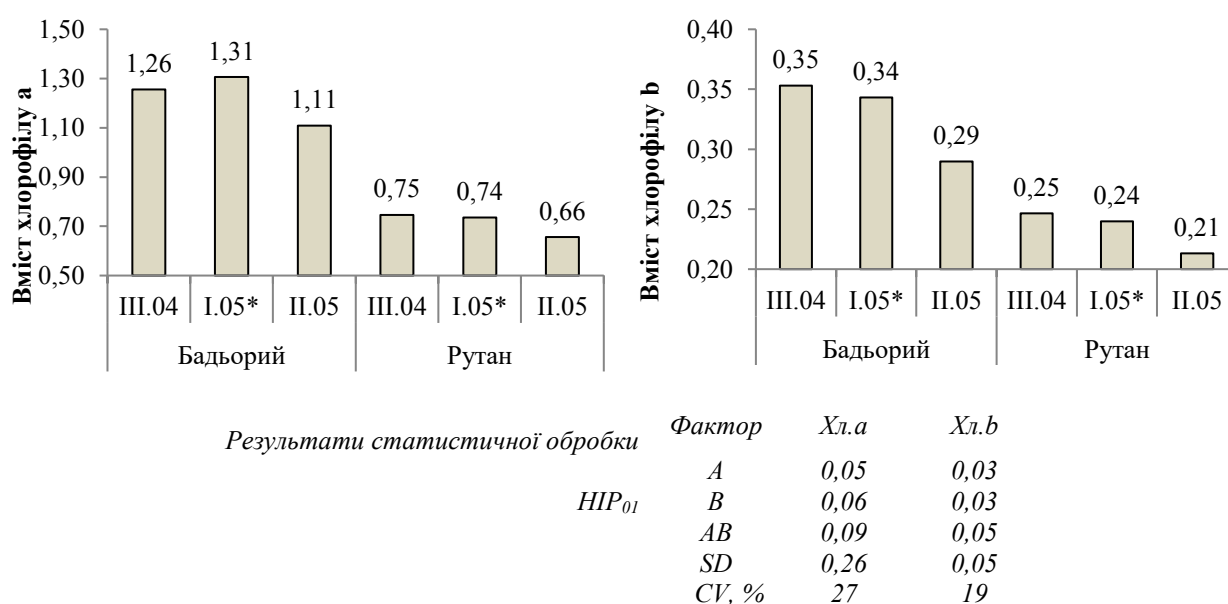 Вміст хлорофілу a
1,50
1,30
1,10
0,90
0,70
0,50
1,26
1,31
1,11
0,75
0,74
0,66
III.04
I.05*
II.05
III.04
I.05*
II.05
Бадьорий
Рутан
Вміст хлорофілу b
0,40
0,35
0,30
0,25
0,20
0,35
0,34
0,29
0,25
0,24
0,21
III.04
I.05*
II.05
III.04
I.05*
II.05
Бадьорий
Рутан
Результати статистичної обробки Фактор Хл.a Хл.b
А 0,05 0,03
НІР01 В 0,06 0,03
АВ 0,09 0,05
SD 0,26 0,05
CV, % 27 19